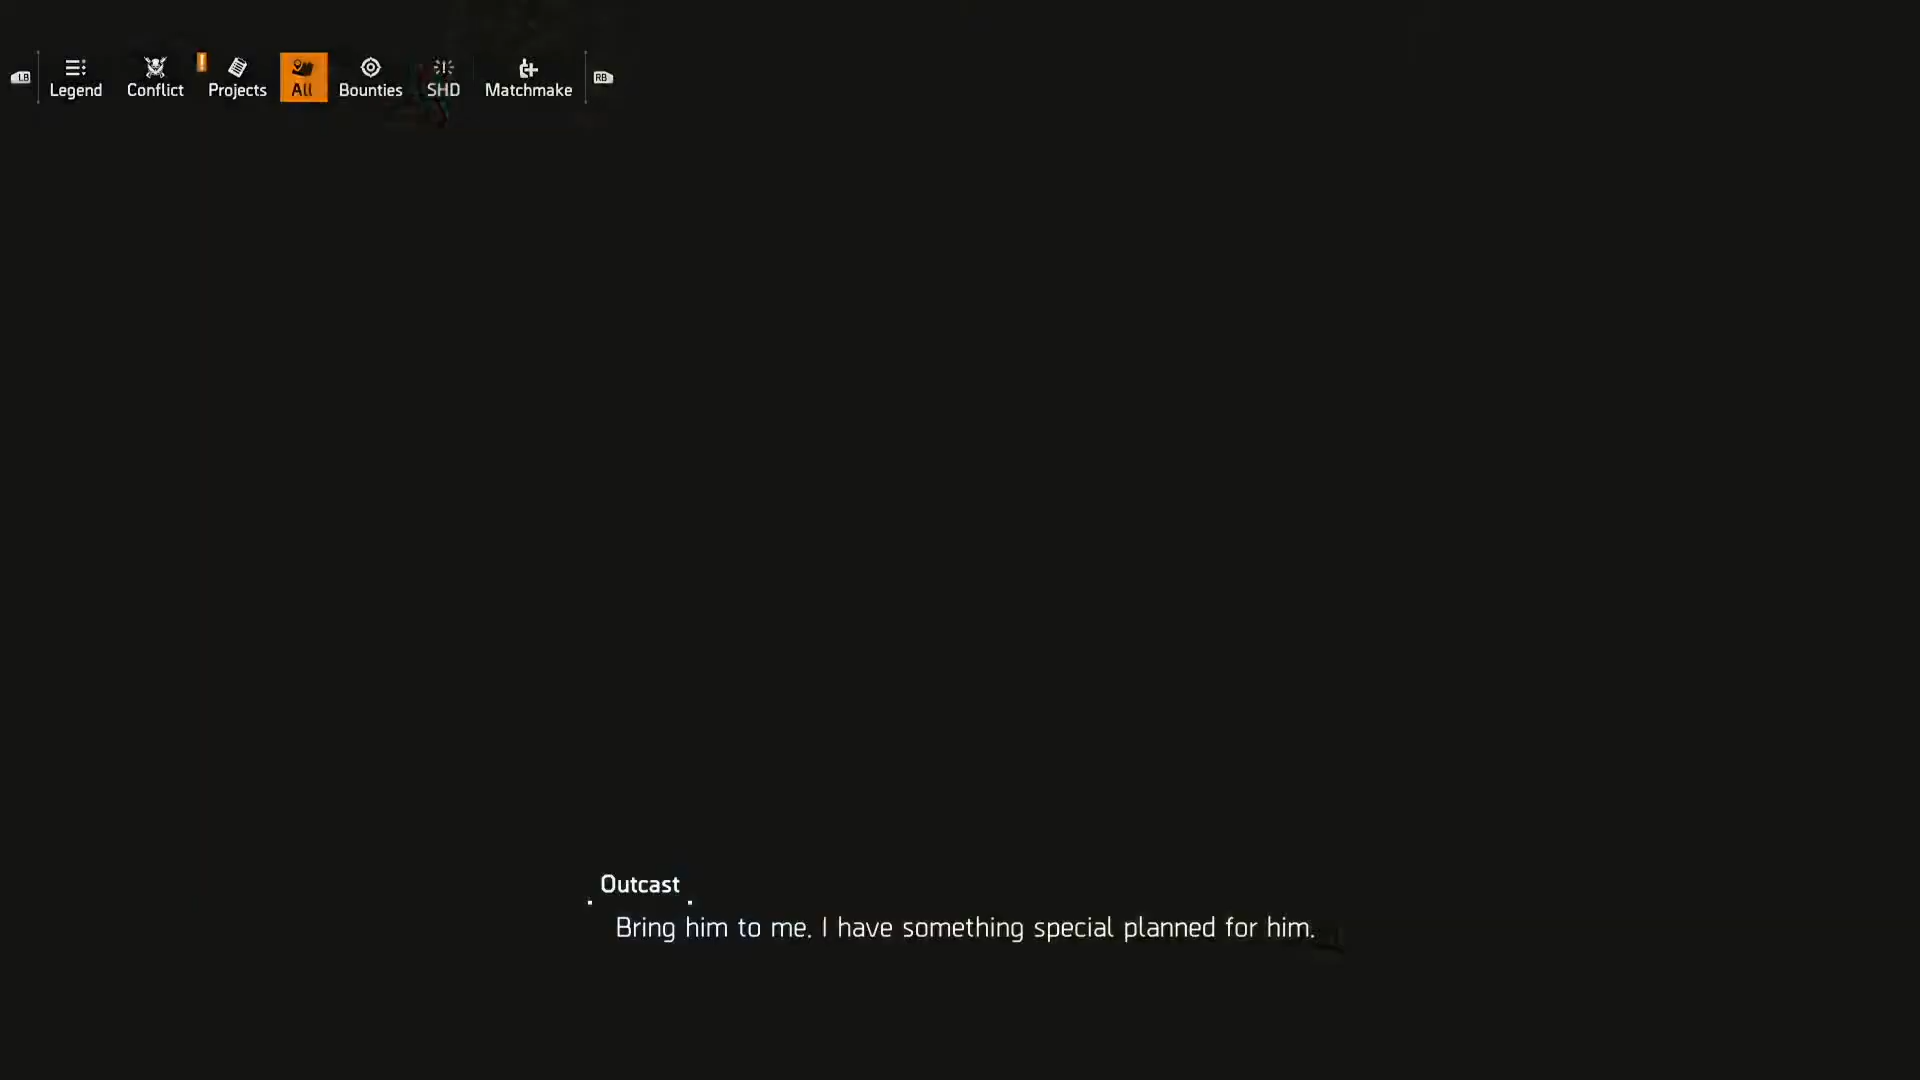 LB Legend Conflict Projects All Bounties SHD Matchmake RB
Outcast
Bring him to me. I have something special planned for him.